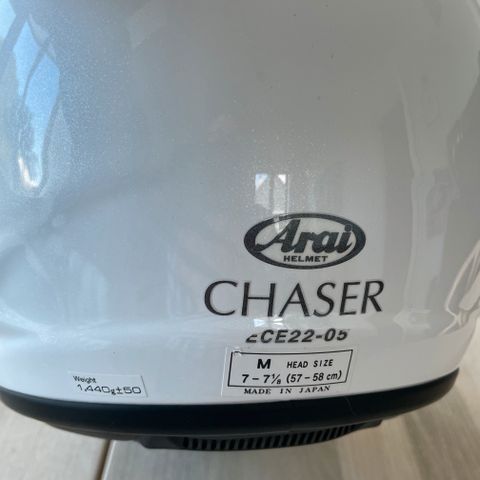 Arai
HELMET
CHASER
ECE22-05
M HEAD SIZE
7 - 7⅛ (57 - 58 cm)
MADE IN JAPAN
Weight
1,440g±50